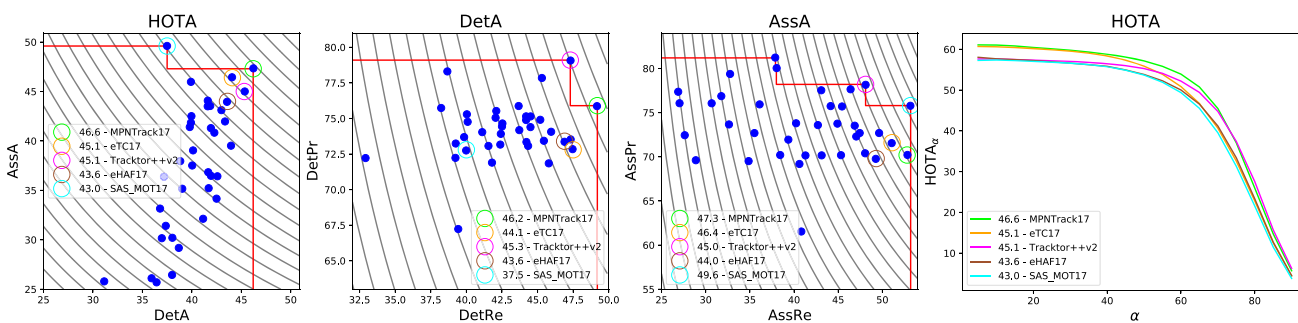 HOTA
AssA
50
45
40
35
30
25
46.6 - MPNTrack17
45.1 - eTC17
45.1 - Tracktor++v2
43.6 - eHAF17
43.0 - SAS_MOT17
25 30 35 40 45 50
DetA
DetA
DetPr
80.0
77.5
75.0
72.5
70.0
67.5
65.0
46.2 - MPNTrack17
44.1 - eTC17
45.3 - Tracktor++v2
43.6 - eHAF17
37.5 - SAS_MOT17
32.5 35.0 37.5 40.0 42.5 45.0 47.5 50.0
DetRe
AssA
AssPr
80
75
70
65
60
55
47.3 - MPNTrack17
46.4 - eTC17
45.0 - Tracktor++v2
44.0 - eHAF17
49.6 - SAS_MOT17
25 30 35 40 45 50
AssRe
HOTA
HOTAα
60
50
40
30
20
10
46.6 - MPNTrack17
45.1 - eTC17
45.1 - Tracktor++v2
43.6 - eHAF17
43.0 - SAS_MOT17
20 40 60 80
α